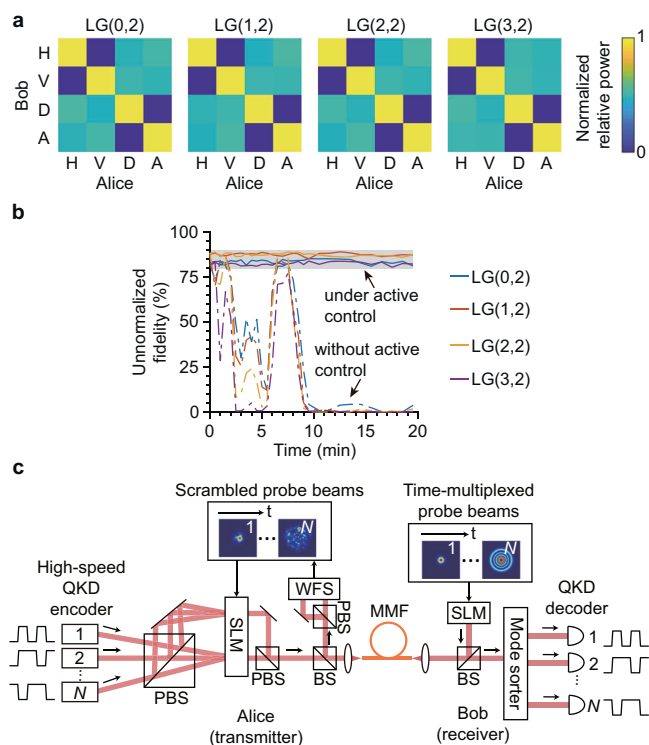 a
LG(0,2) LG(1,2) LG(2,2) LG(3,2)
Bob
H
V
D
A
H V D A H V D A H V D A H V D A
Alice Alice Alice Alice
Normalized
relative power
1
0
b
Unnormalized
fidelity (%)
100
75
50
25
0
under active
control
without active
control
0 5 10 15 20
Time (min)
LG(0,2)
LG(1,2)
LG(2,2)
LG(3,2)
c
Scrambled probe beams
t
1 ... N
Time-multiplexed
probe beams
t
1 ... N
High-speed
QKD
encoder
1
2
N
PBS
SLM
PBS
WFS
PBS
BS
MMF
SLM
BS
Mode sorter
QKD
decoder
1
2
N
Alice
(transmitter)
Bob
(receiver)